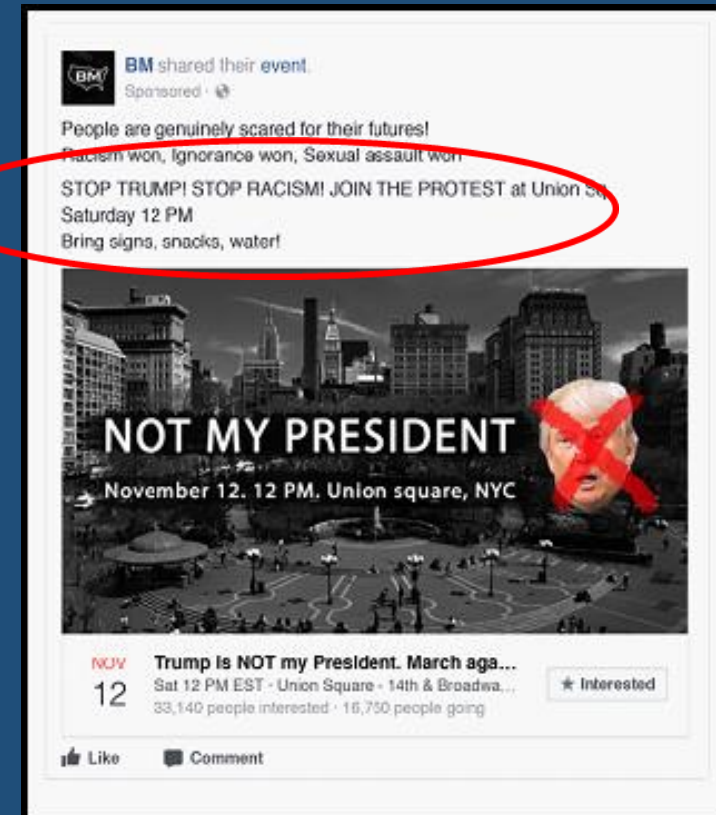 BM
BM shared their event.
Sponsored ·
People are genuinely scared for their futures!
Racism won, Ignorance won, Sexual assault won
STOP TRUMP! STOP RACISM! JOIN THE PROTEST at Union Sq
Saturday 12 PM
Bring signs, snacks, water!
NOT MY PRESIDENT
November 12. 12 PM. Union square, NYC
NOV
12
Trump is NOT my President. March aga...
Sat 12 PM EST · Union Square · 14th & Broadwa...
33,140 people interested · 16,750 people going
★ Interested
Like Comment